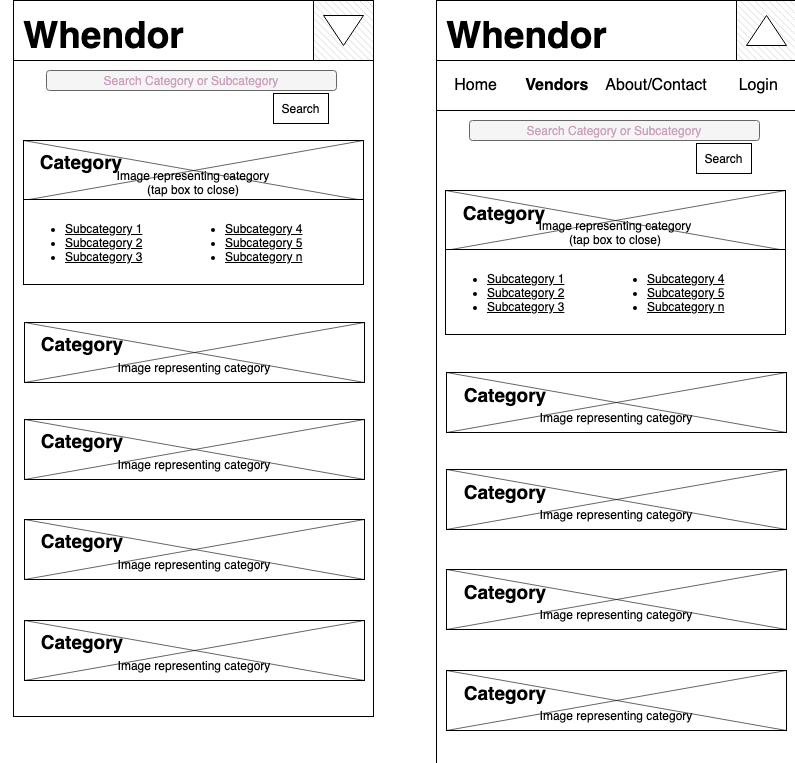 Whendor
Search Category or Subcategory
Search
Category
Image representing category
(tap box to close)
Subcategory 1
Subcategory 2
Subcategory 3
Subcategory 4
Subcategory 5
Subcategory n
Category
Image representing category
Category
Image representing category
Category
Image representing category
Category
Image representing category
Whendor
Home Vendors About/Contact Login
Search Category or Subcategory
Search
Category
Image representing category
(tap box to close)
Subcategory 1
Subcategory 2
Subcategory 3
Subcategory 4
Subcategory 5
Subcategory n
Category
Image representing category
Category
Image representing category
Category
Image representing category
Category
Image representing category